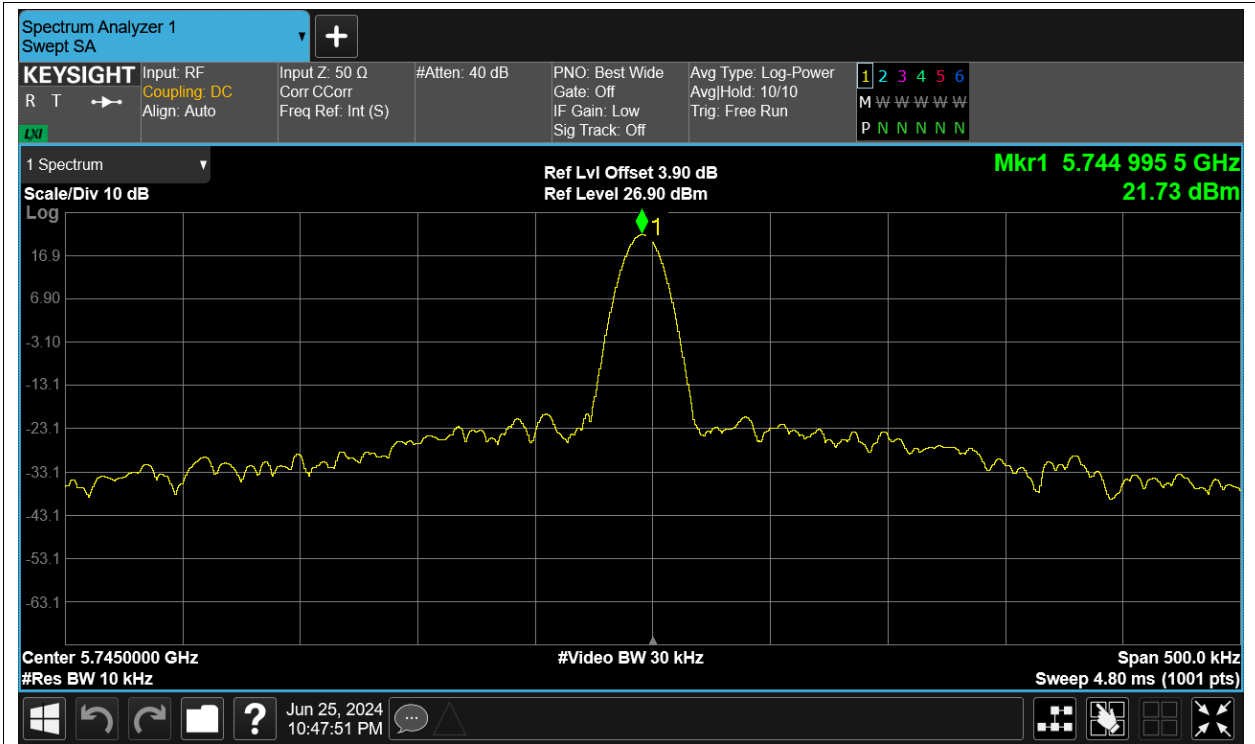 Spectrum Analyzer 1
Swept SA
KEYSIGHT
R T
LXI
Input: RF
Coupling: DC
Align: Auto
Input Z: 50 Ω
Corr CCorr
Freq Ref: Int (S)
#Atten: 40 dB
PNO: Best Wide
Gate: Off
IF Gain: Low
Sig Track: Off
Avg Type: Log-Power
Avg|Hold: 10/10
Trig: Free Run
1 2 3 4 5 6
M W W W W W
P N N N N N
1 Spectrum
Scale/Div 10 dB
Log
Ref Lvl Offset 3.90 dB
Ref Level 26.90 dBm
Mkr1 5.744 995 5 GHz
21.73 dBm
1
16.9
6.90
-3.10
-13.1
-23.1
-33.1
-43.1
-53.1
-63.1
Center 5.7450000 GHz
#Res BW 10 kHz
#Video BW 30 kHz
Span 500.0 kHz
Sweep 4.80 ms (1001 pts)
?
Jun 25, 2024
10:47:51 PM